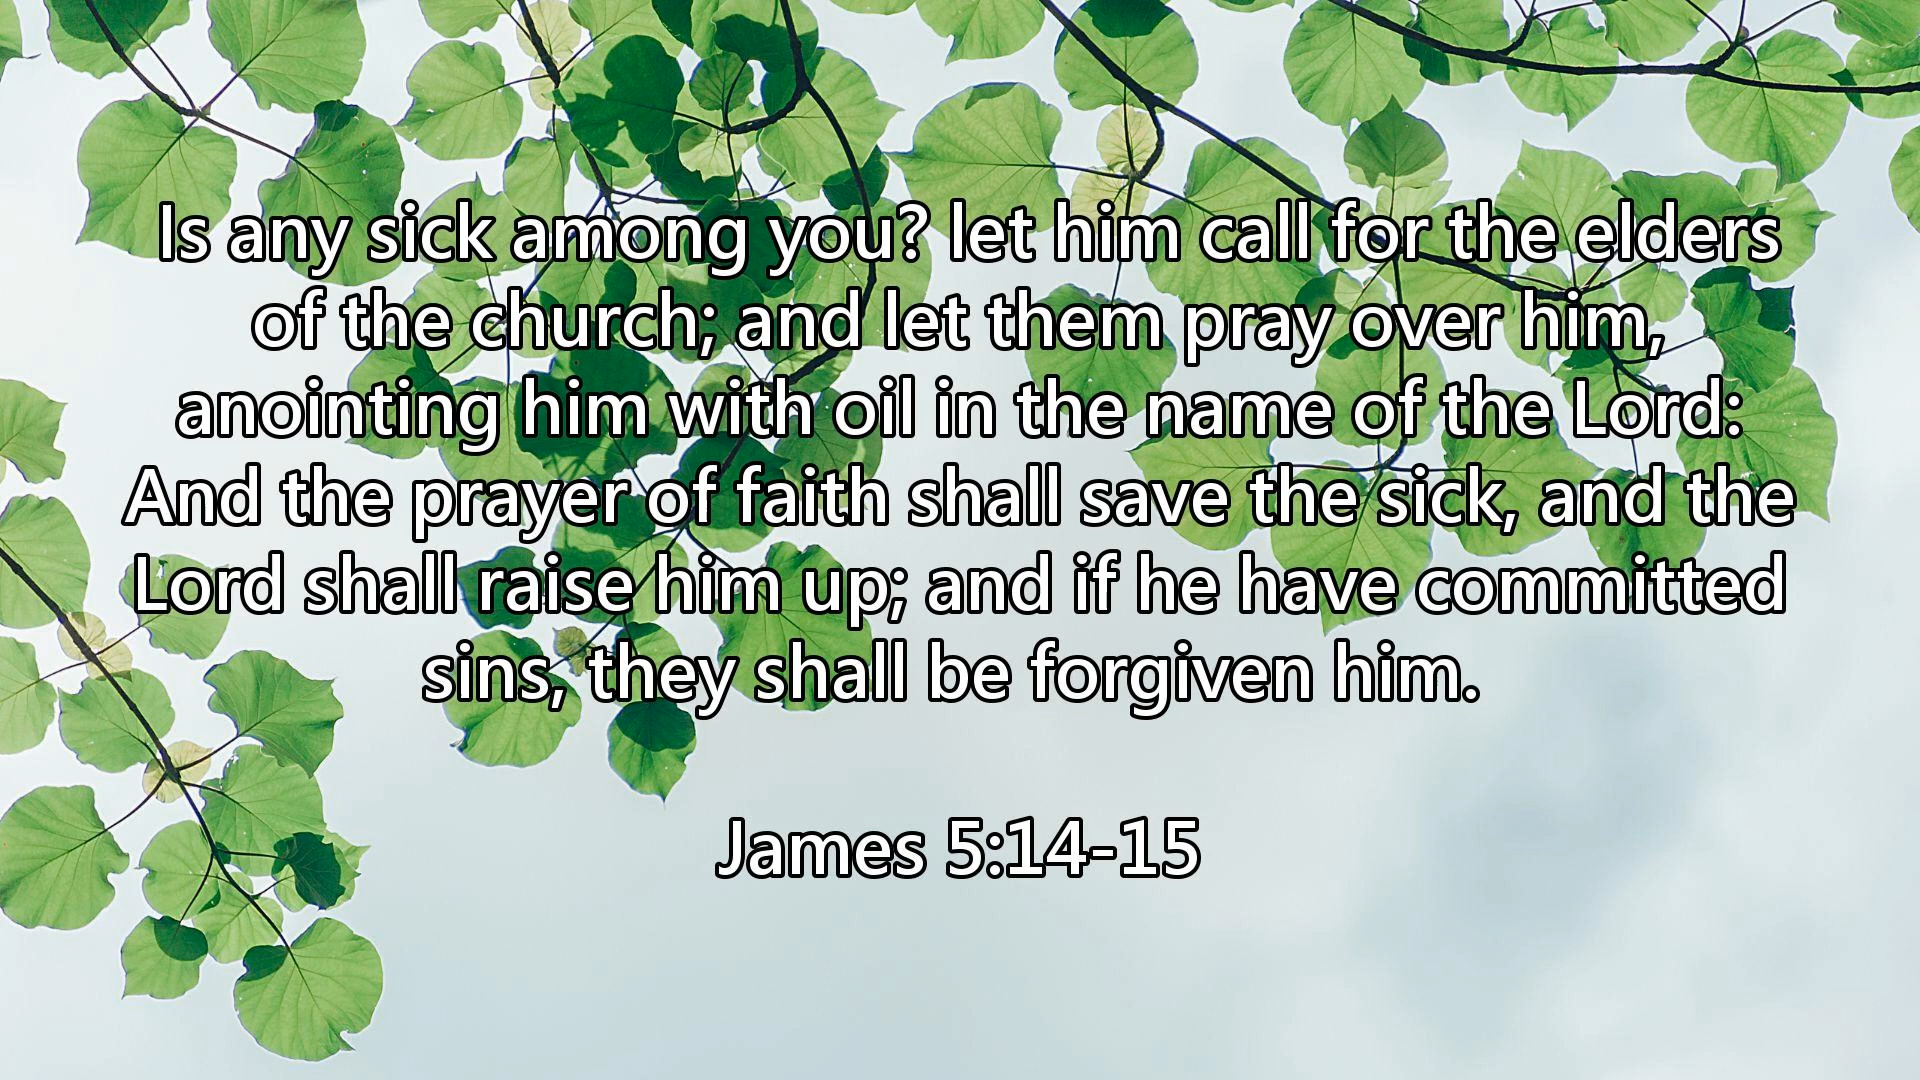 Is any sick among you? let him call for the elders
of the church; and let them pray over him,
anointing him with oil in the name of the Lord:
And the prayer of faith shall save the sick, and the
Lord shall raise him up; and if he have committed
sins, they shall be forgiven him.
James 5:14-15